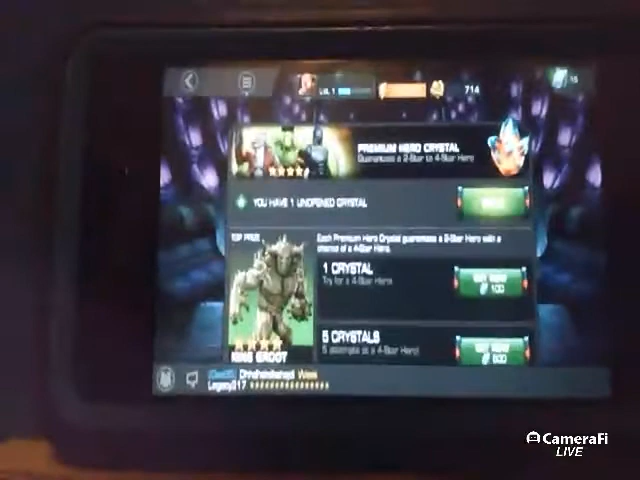 LVL 1
714
15
PREMIUM HERO CRYSTAL
Guarantees a 2-Star to 4-Star Hero
YOU HAVE 1 UNOPENED CRYSTAL
TOP PRIZE
Each Premium Hero Crystal guarantees a 2-Star Hero with a
chance of a 4-Star Hero.
1 CRYSTAL
Try for a 4-Star Hero
100
5 CRYSTALS
5 attempts at a 4-Star Hero!
KING GROOT
CameraFi
LIVE